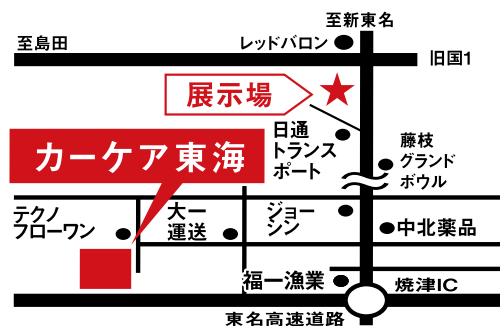 至新東名
至島田
レッドバロン
旧国1
展示場
日通
トランス
ポート
藤枝
グランド
ボウル
カーケア東海
テクノ
フローワン
大一
運送
ジョー
シン
中北薬品
福一漁業
焼津IC
東名高速道路